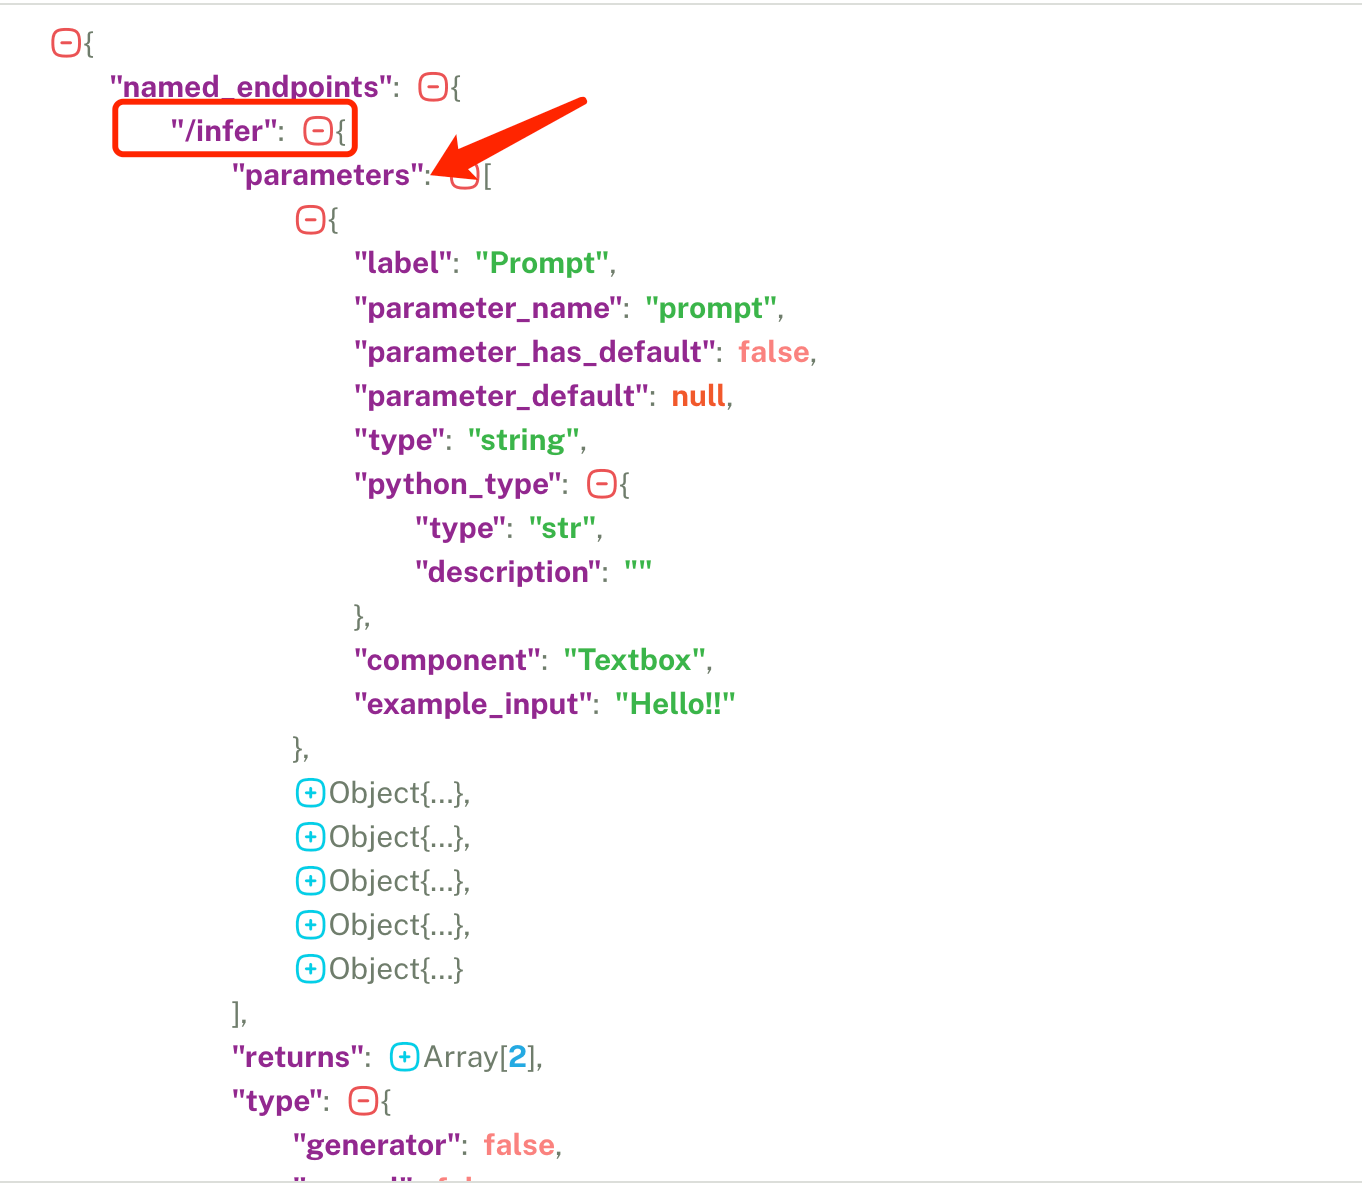 {
"named_endpoints": {
"/infer": {
"parameters": [
{
"label": "Prompt",
"parameter_name": "prompt",
"parameter_has_default": false,
"parameter_default": null,
"type": "string",
"python_type": {
"type": "str",
"description": ""
},
"component": "Textbox",
"example_input": "Hello!!"
},
Object{...},
Object{...},
Object{...},
Object{...},
Object{...}
],
"returns": Array[2],
"type": {
"generator": false,